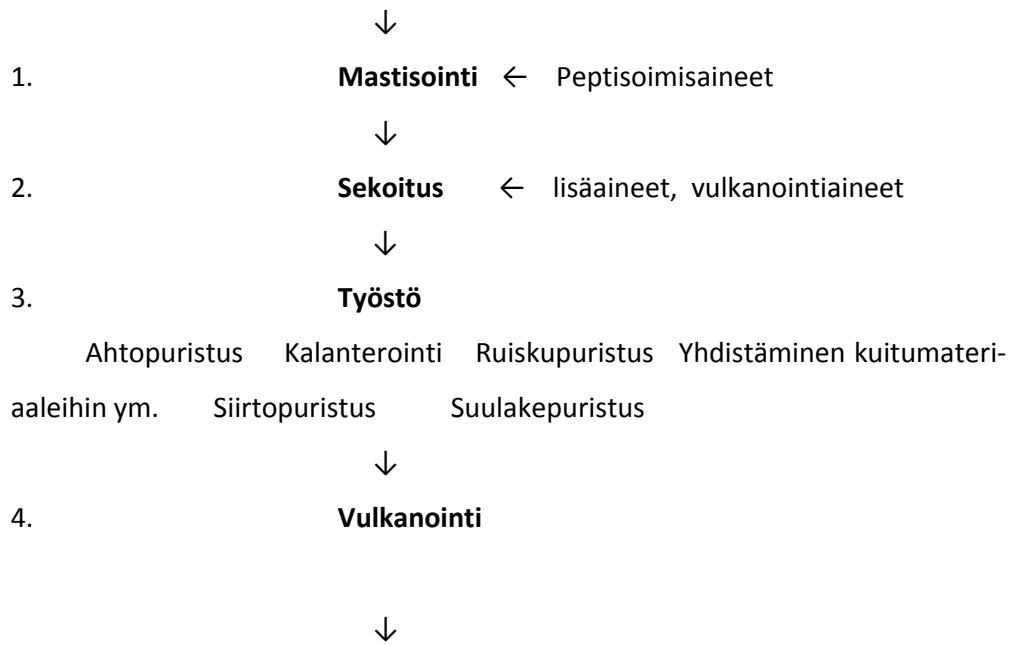 ↓
1. Mastisointi ← Peptisoimisaineet
↓
2. Sekoitus ← lisäaineet, vulkanointiaineet
↓
3. Työstö
Ahtopuristus Kalanterointi Ruiskupuristus Yhdistäminen kuitumateri-
aaleihin ym. Siirtopuristus Suulakepuristus
↓
4. Vulkanointi
↓